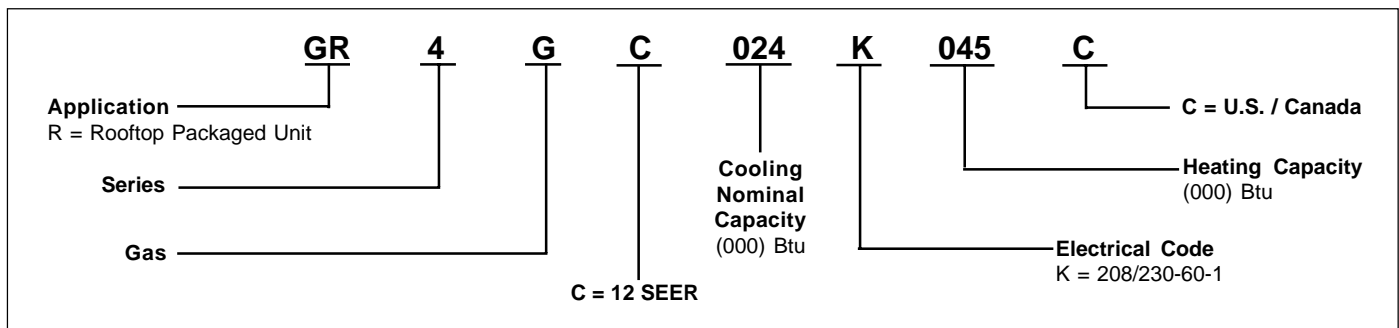 GR 4 G C 024 K 045 C
Application
R = Rooftop Packaged Unit
Series
Gas
C = 12 SEER
Cooling
Nominal
Capacity
(000) Btu
Electrical Code
K = 208/230-60-1
Heating Capacity
(000) Btu
C = U.S. / Canada